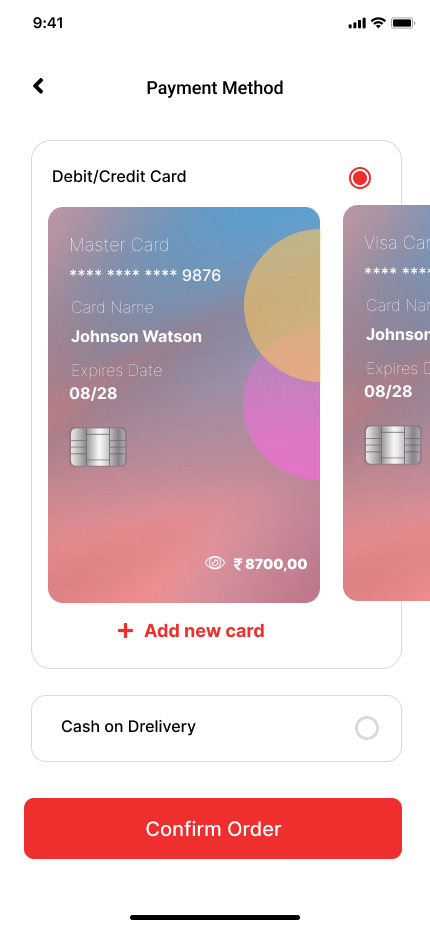 9:41
Payment Method
Debit/Credit Card
Master Card
**** **** **** 9876
Card Name
Johnson Watson
Expires Date
08/28
₹ 8700,00
Visa Car
**** ****
Card Nar
Johnson
Expires D
08/28
Add new card
Cash on Drelivery
Confirm Order